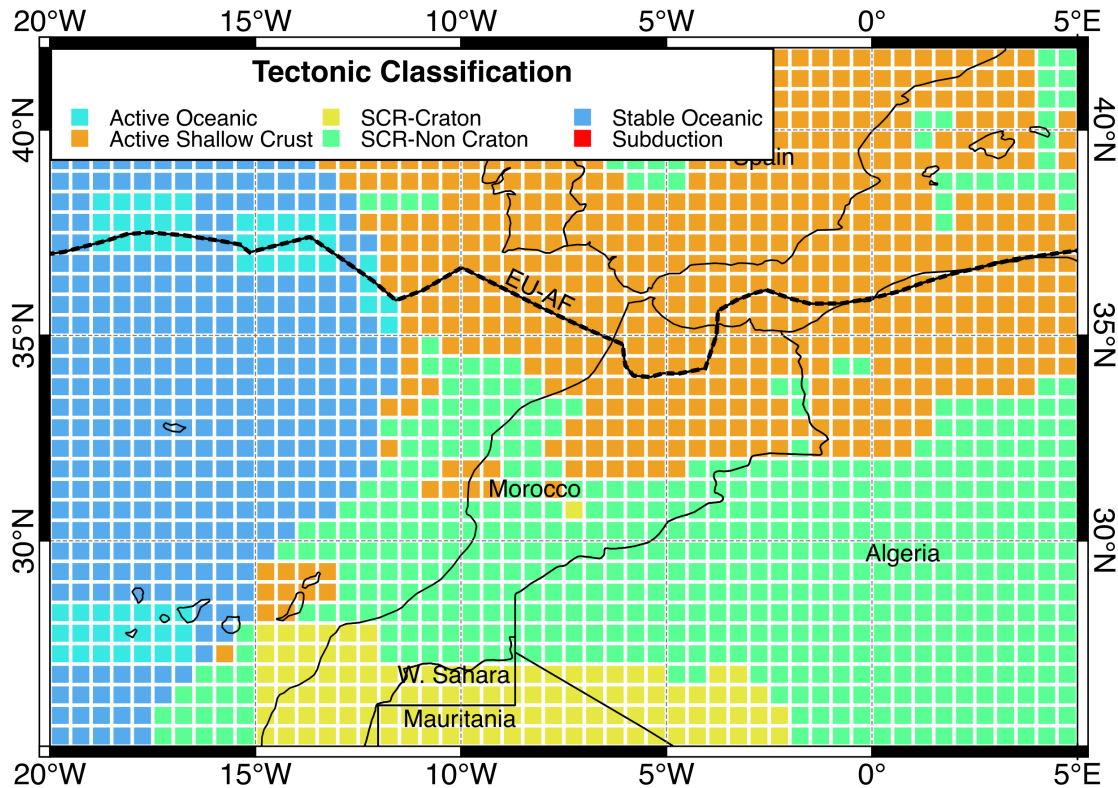 20°W 15°W 10°W 5°W 0° 5°E
Tectonic Classification
Active Oceanic SCR-Craton Stable Oceanic
Active Shallow Crust SCR-Non Craton Subduction
40°N 40°N
Spain
EU-AF
35°N 35°N
Morocco
30°N 30°N
Algeria
W. Sahara
Mauritania
20°W 15°W 10°W 5°W 0° 5°E